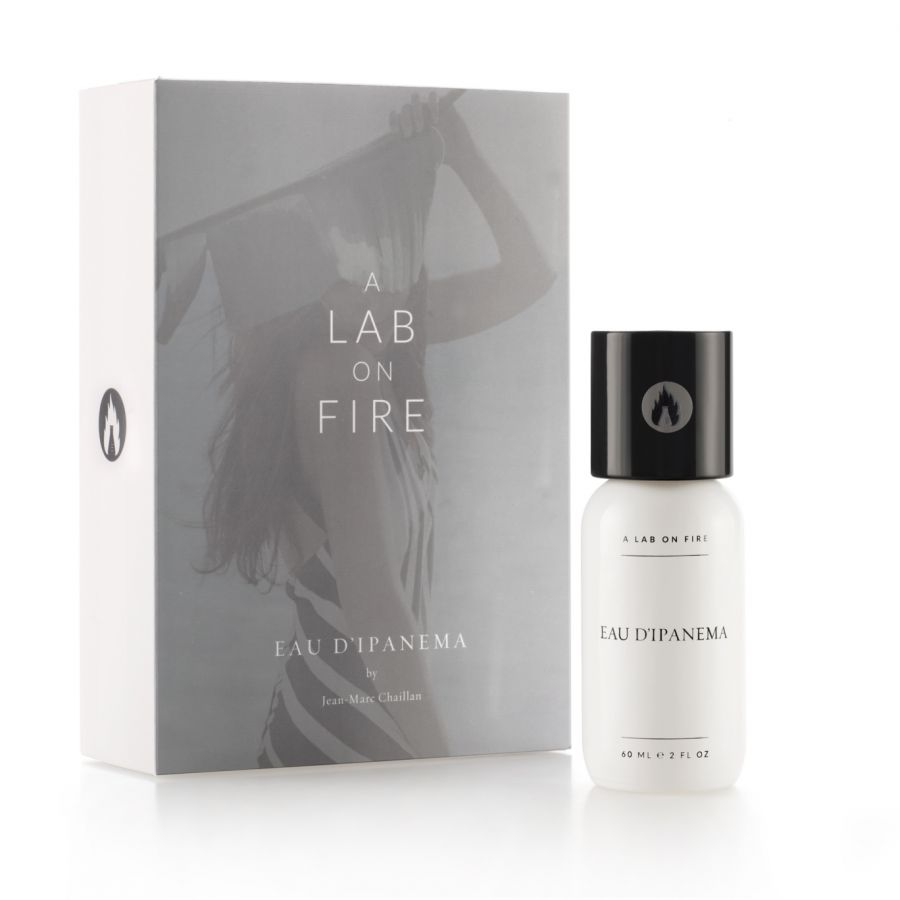 A
LAB
ON
FIRE
EAU D'IPANEMA
by
Jean-Marc Chaillan
A LAB ON FIRE
EAU D'IPANEMA
60 ML ℮ 2 FL OZ